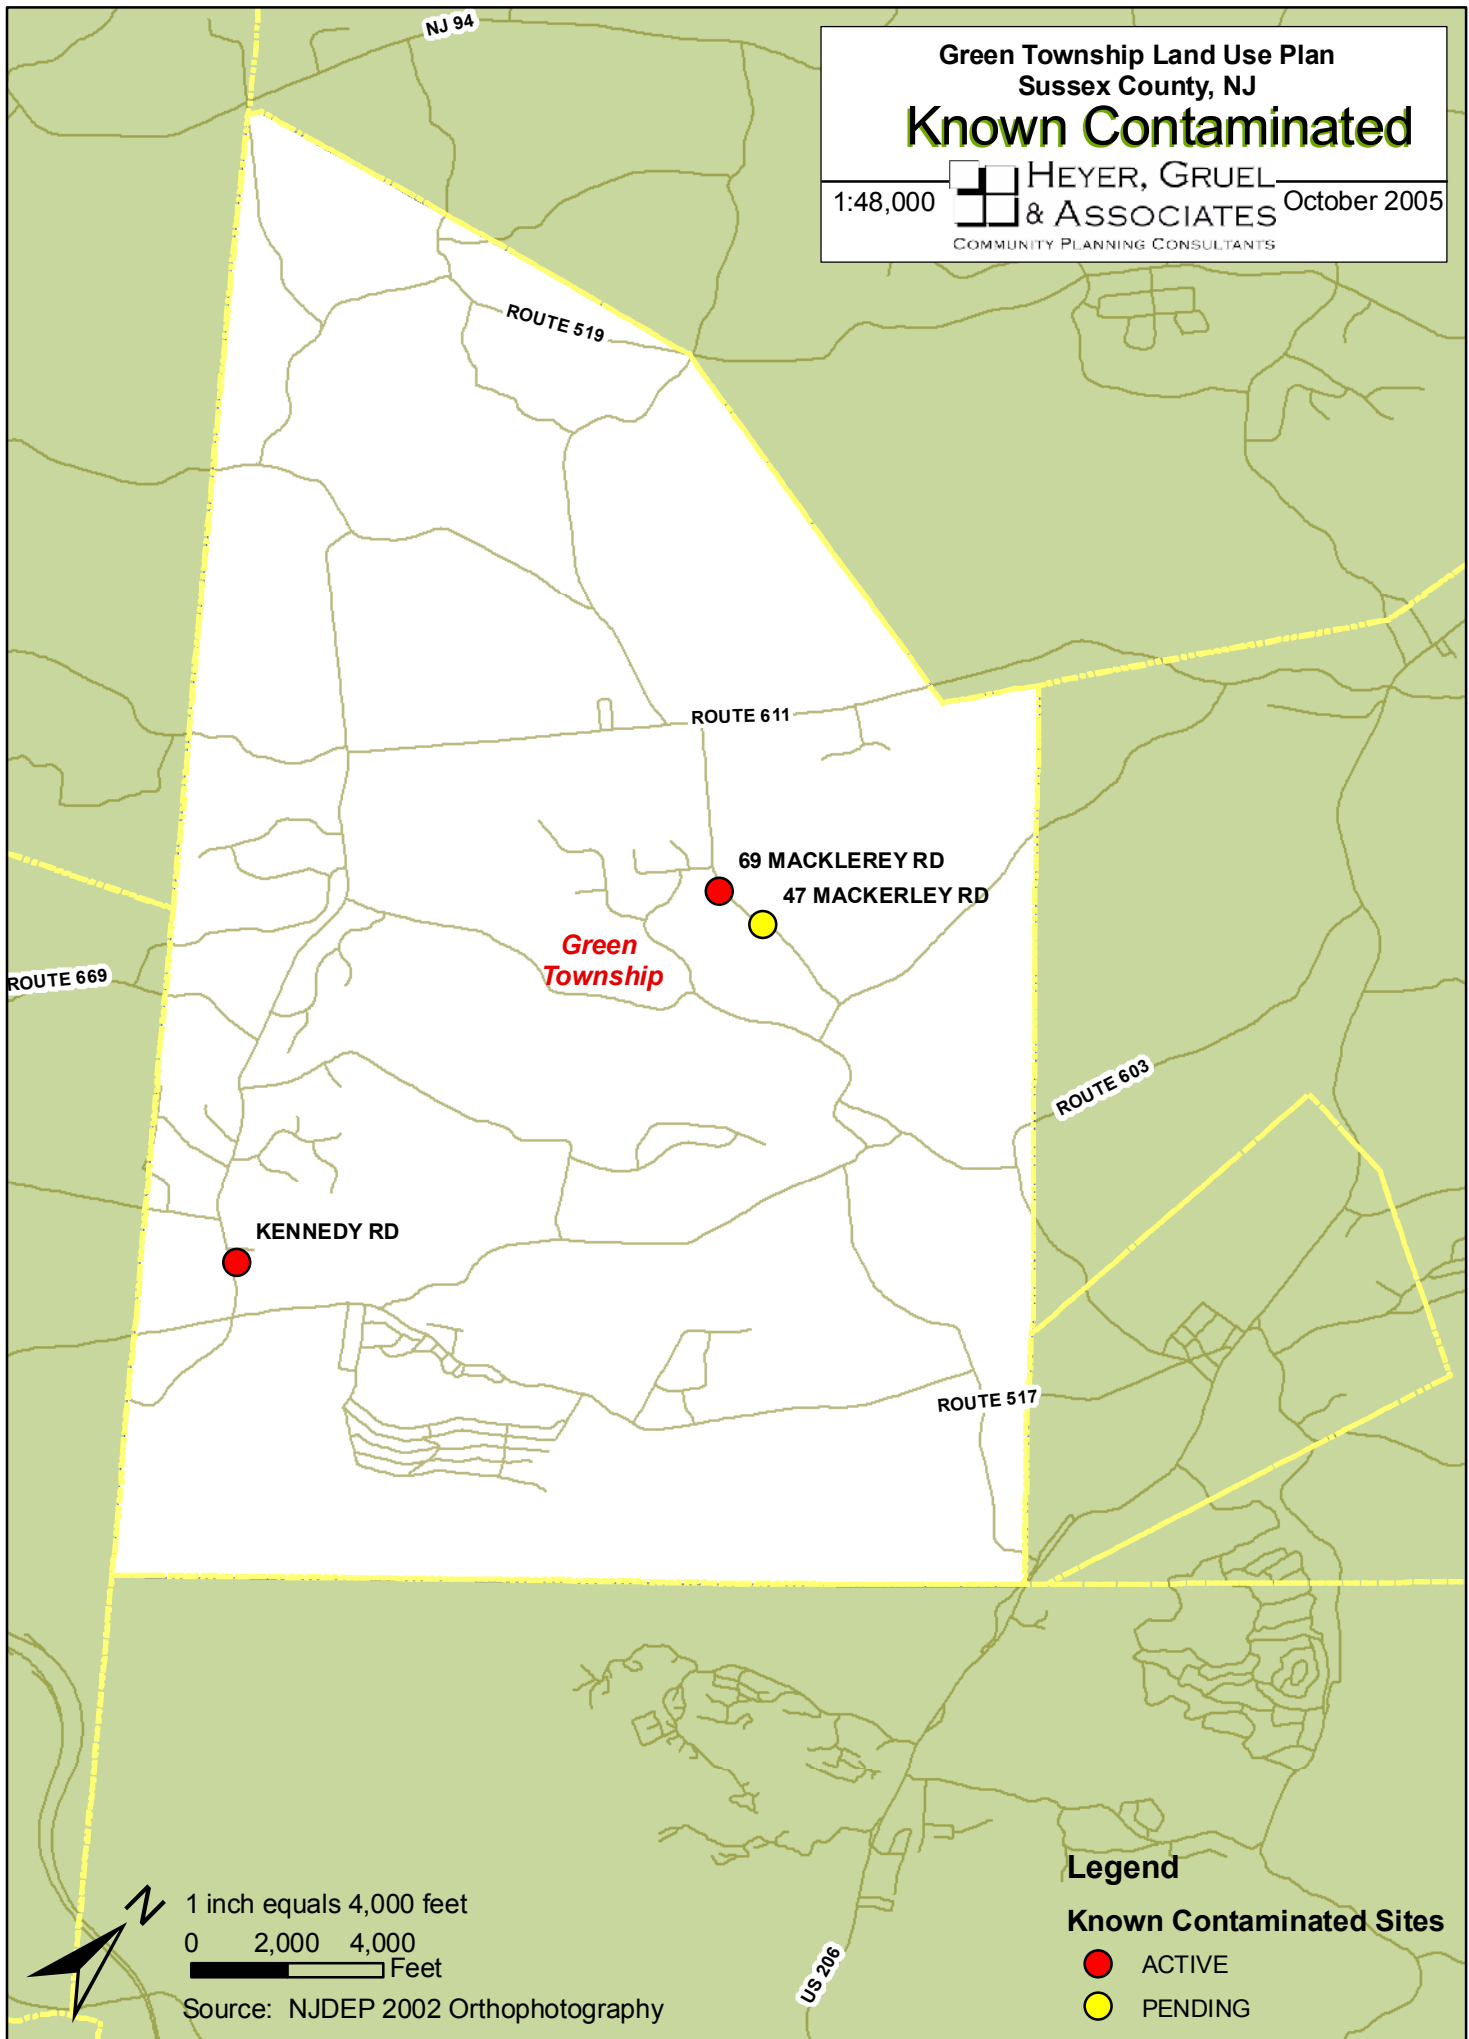 NJ 94
Green Township Land Use Plan
Sussex County, NJ
Known Contaminated
1:48,000
HEYER, GRUEL
& ASSOCIATES
COMMUNITY PLANNING CONSULTANTS
October 2005
ROUTE 519
ROUTE 611
69 MACKLEREY RD
47 MACKERLEY RD
Green
Township
ROUTE 669
ROUTE 603
KENNEDY RD
ROUTE 517
US 206
N
1 inch equals 4,000 feet
0 2,000 4,000
Feet
Source: NJDEP 2002 Orthophotography
Legend
Known Contaminated Sites
ACTIVE
PENDING